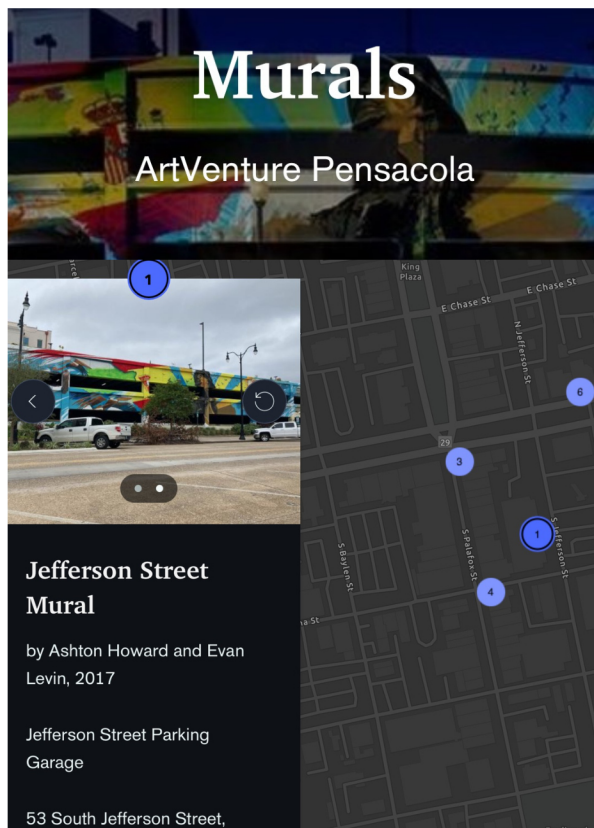 Murals
ArtVenture Pensacola
1
King
Plaza
E Chase St
E Chase St
N Jefferson St
6
29
3
1
S Jefferson St
S Palafox St
S Baylen St
4
Jefferson Street
Mural
by Ashton Howard and Evan
Levin, 2017
Jefferson Street Parking
Garage
53 South Jefferson Street,